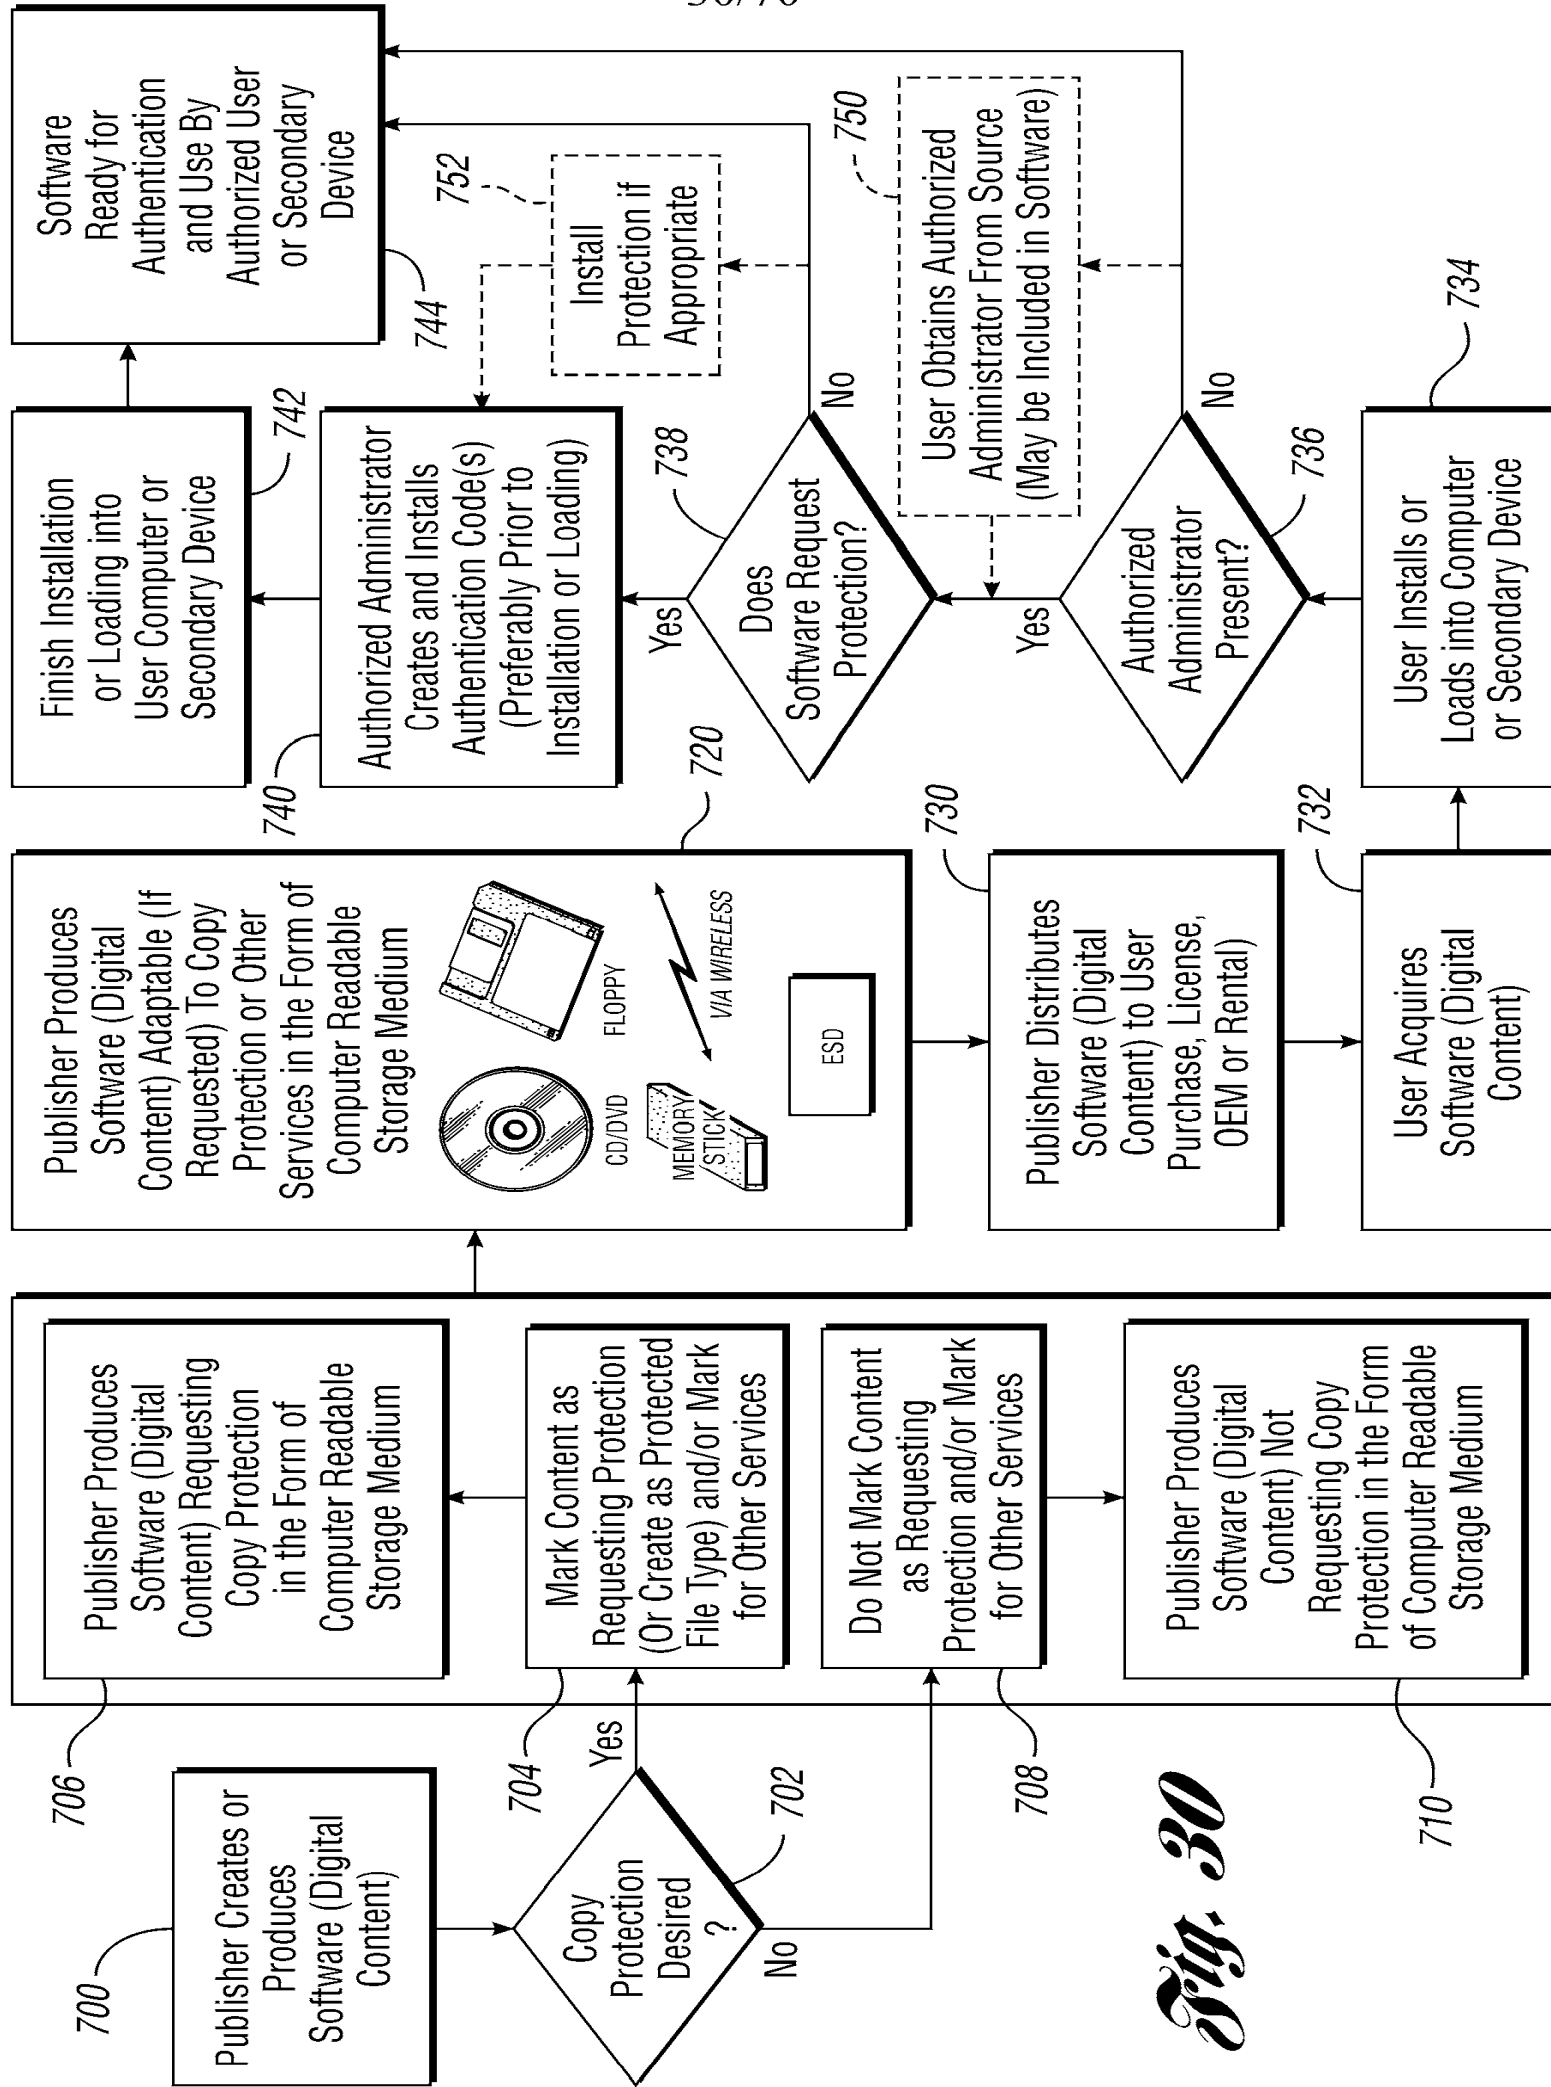 700
Publisher Creates or
Produces
Software (Digital
Content)
Copy
Protection
Desired
?
702
Yes
No
706
Publisher Produces
Software (Digital
Content) Requesting
Copy Protection
in the Form of
Computer Readable
Storage Medium
704
Mark Content as
Requesting Protection
(Or Create as Protected
File Type) and/or Mark
for Other Services
708
Do Not Mark Content
as Requesting
Protection and/or Mark
for Other Services
710
Publisher Produces
Software (Digital
Content) Not
Requesting Copy
Protection in the Form
of Computer Readable
Storage Medium
720
Publisher Produces
Software (Digital
Content) Adaptable (If
Requested) To Copy
Protection or Other
Services in the Form of
Computer Readable
Storage Medium
CD/DVD
FLOPPY
MEMORY
STICK
VIA WIRELESS
ESD
730
Publisher Distributes
Software (Digital
Content) to User
Purchase, License,
OEM or Rental)
732
User Acquires
Software (Digital
Content)
734
User Installs or
Loads into Computer
or Secondary Device
736
Authorized
Administrator
Present?
Yes
No
750
User Obtains Authorized
Administrator From Source
(May be Included in Software)
738
Does
Software Request
Protection?
Yes
No
752
Install
Protection if
Appropriate
740
Authorized Administrator
Creates and Installs
Authentication Code(s)
(Preferably Prior to
Installation or Loading)
742
Finish Installation
or Loading into
User Computer or
Secondary Device
744
Software
Ready for
Authentication
and Use By
Authorized User
or Secondary
Device
Fig. 30